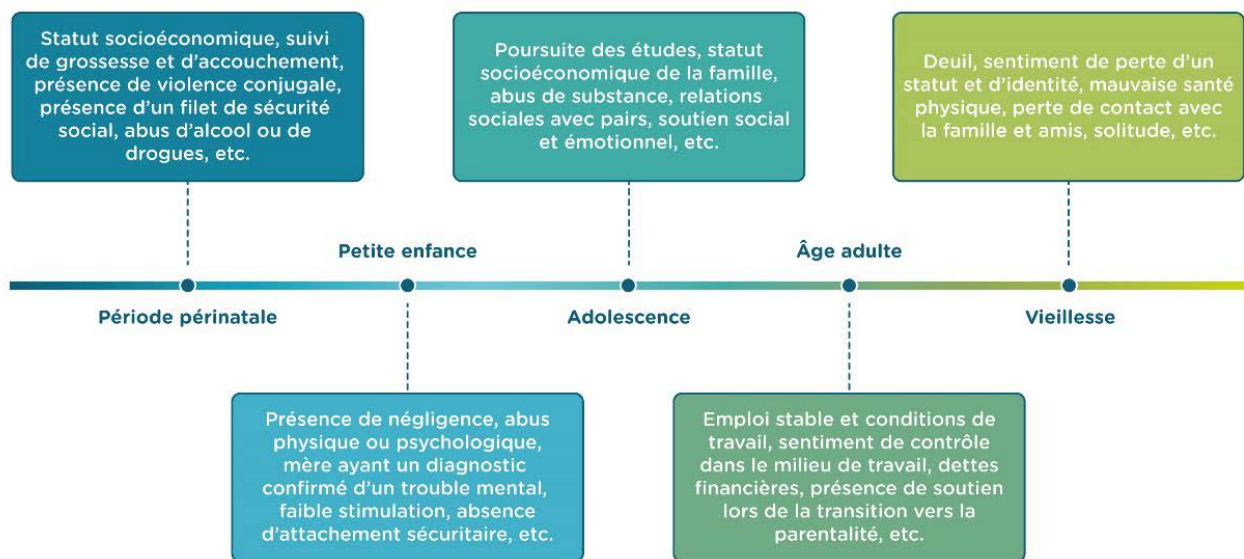 Statut socioéconomique, suivi
de grossesse et d'accouchement,
présence de violence conjugale,
présence d'un filet de sécurité
social, abus d'alcool ou de
drogues, etc.
Poursuite des études, statut
socioéconomique de la famille,
abus de substance, relations
sociales avec pairs, soutien social
et émotionnel, etc.
Deuil, sentiment de perte d'un
statut et d'identité, mauvaise santé
physique, perte de contact avec
la famille et amis, solitude, etc.
Petite enfance
Âge adulte
Période périnatale
Adolescence
Vieillesse
Présence de négligence, abus
physique ou psychologique,
mère ayant un diagnostic
confirmé d'un trouble mental,
faible stimulation, absence
d'attachement sécuritaire, etc.
Emploi stable et conditions de
travail, sentiment de contrôle
dans le milieu de travail, dettes
financières, présence de soutien
lors de la transition vers la
parentalité, etc.